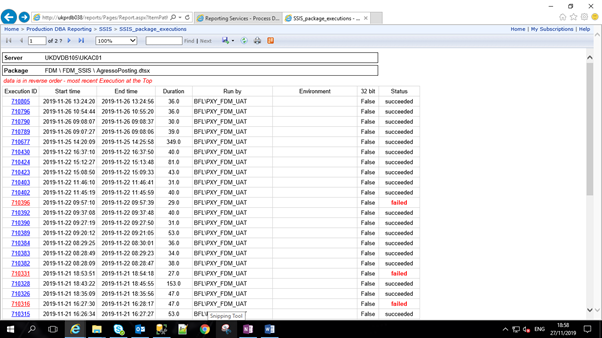 http://ukprdb038/reports/Pages/Report.aspx?ItemPath
Reporting Services - Process D...
SSIS_package_executions - ...
Home > Production DBA Reporting > SSIS > SSIS_package_executions
Home | My Subscriptions | Help
1 of 2 ?
100%
Find | Next
Server UKDVDB105\UKAC01
Package FDM \ FDM_SSIS \ AgressoPosting.dtsx
data is in reverse order - most recent Execution at the Top
Execution ID Start time End time Duration Run by Environment 32 bit Status
710805 2019-11-26 13:24:20 2019-11-26 13:24:56 36.0 BFL\PXY_FDM_UAT False succeeded
710796 2019-11-26 10:54:44 2019-11-26 10:55:20 36.0 BFL\PXY_FDM_UAT False succeeded
710790 2019-11-26 09:08:07 2019-11-26 09:08:37 30.0 BFL\PXY_FDM_UAT False succeeded
710789 2019-11-26 09:07:27 2019-11-26 09:08:06 39.0 BFL\PXY_FDM_UAT False succeeded
710677 2019-11-25 14:20:09 2019-11-25 14:25:58 349.0 BFL\PXY_FDM_UAT False succeeded
710430 2019-11-22 16:37:10 2019-11-22 16:37:50 40.0 BFL\PXY_FDM_UAT False succeeded
710424 2019-11-22 15:12:27 2019-11-22 15:13:48 81.0 BFL\PXY_FDM_UAT False succeeded
710423 2019-11-22 15:08:50 2019-11-22 15:09:33 43.0 BFL\PXY_FDM_UAT False succeeded
710403 2019-11-22 11:46:10 2019-11-22 11:46:41 31.0 BFL\PXY_FDM_UAT False succeeded
710402 2019-11-22 11:45:19 2019-11-22 11:45:59 40.0 BFL\PXY_FDM_UAT False succeeded
710396 2019-11-22 09:57:10 2019-11-22 09:57:39 29.0 BFL\PXY_FDM_UAT False failed
710392 2019-11-22 09:37:08 2019-11-22 09:37:48 40.0 BFL\PXY_FDM_UAT False succeeded
710390 2019-11-22 09:27:19 2019-11-22 09:27:50 31.0 BFL\PXY_FDM_UAT False succeeded
710389 2019-11-22 09:20:12 2019-11-22 09:21:05 53.0 BFL\PXY_FDM_UAT False succeeded
710384 2019-11-22 08:29:25 2019-11-22 08:30:01 36.0 BFL\PXY_FDM_UAT False succeeded
710383 2019-11-22 08:28:49 2019-11-22 08:29:23 34.0 BFL\PXY_FDM_UAT False succeeded
710382 2019-11-22 08:28:09 2019-11-22 08:28:47 38.0 BFL\PXY_FDM_UAT False succeeded
710331 2019-11-21 18:53:51 2019-11-21 18:54:18 27.0 BFL\PXY_FDM_UAT False failed
710328 2019-11-21 18:43:22 2019-11-21 18:45:55 153.0 BFL\PXY_FDM_UAT False succeeded
710326 2019-11-21 18:35:09 2019-11-21 18:35:56 47.0 BFL\PXY_FDM_UAT False succeeded
710316 2019-11-21 16:27:30 2019-11-21 16:28:17 47.0 BFL\PXY_FDM_UAT False failed
710315 2019-11-21 16:26:34 2019-11-21 16:27:27 53.0 BFL\PXY_FDM_UAT False succeeded
Snipping Tool
ENG
18:58
27/11/2019